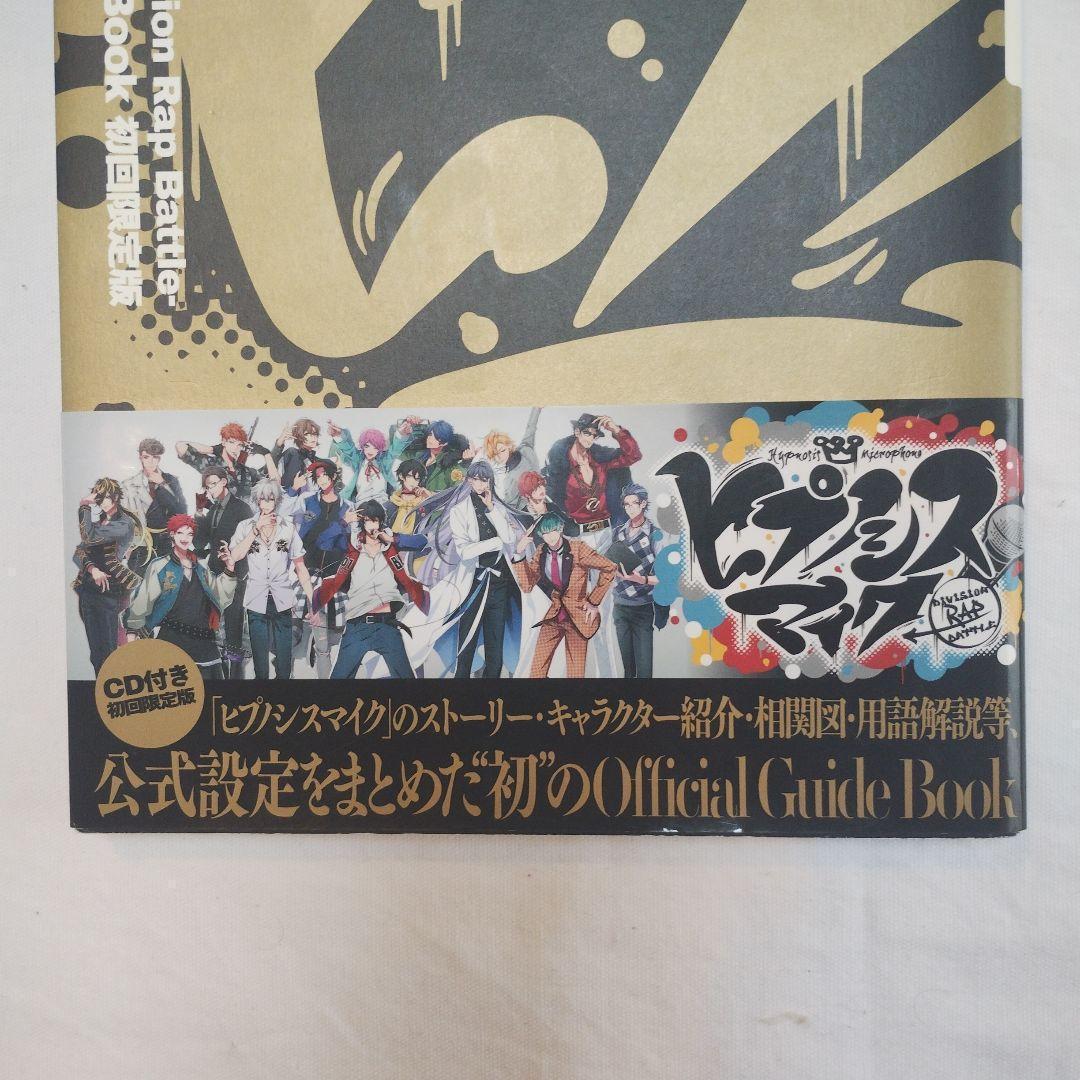 ion Rap Battle-
Book 初回限定版
Hypnosis Microphone
ヒプノシス
マイク
DIVISION
RAP
BATTLE
CD付き
初回限定版
「ヒプノシスマイク」のストーリー・キャラクター紹介・相関図・用語解説等、
公式設定をまとめた“初”のOfficial Guide Book